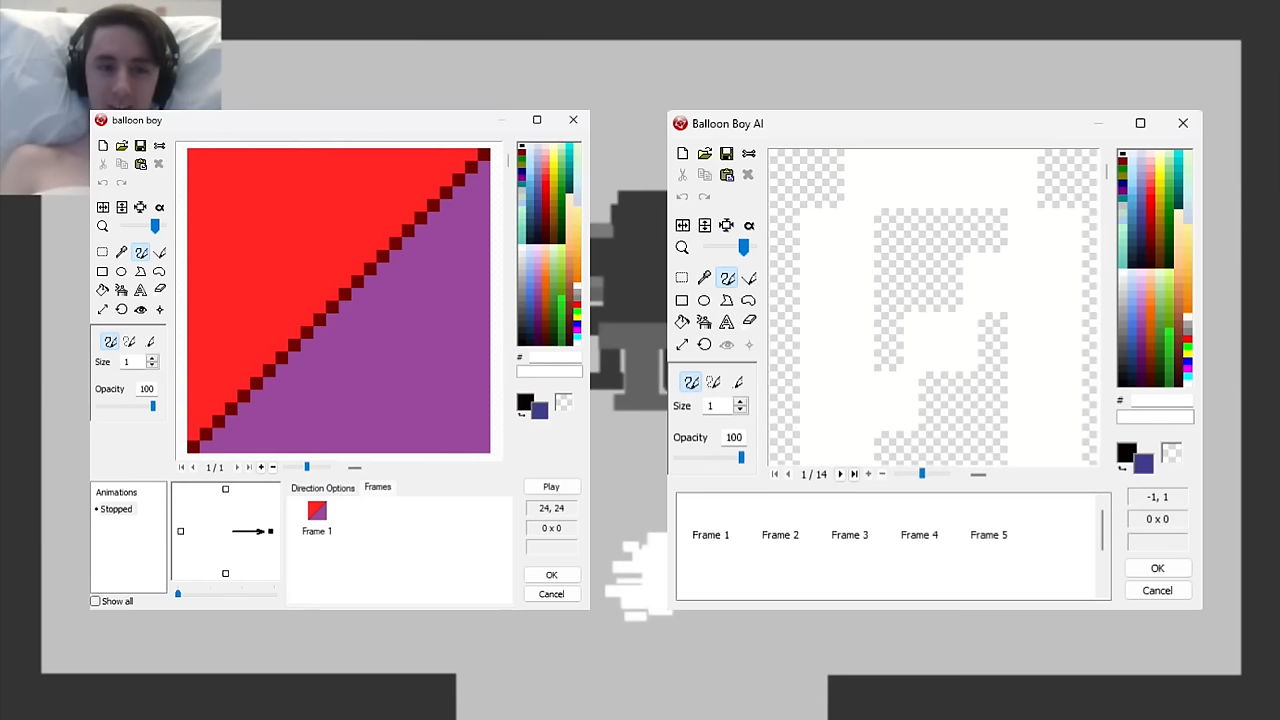 balloon boy
Size 1
Opacity 100
#
1 / 1
Animations
• Stopped
Show all
Direction Options
Frames
Frame 1
Play
24, 24
0 x 0
OK
Cancel
Balloon Boy AI
Size 1
Opacity 100
#
1 / 14
Frame 1 Frame 2 Frame 3 Frame 4 Frame 5
-1, 1
0 x 0
OK
Cancel